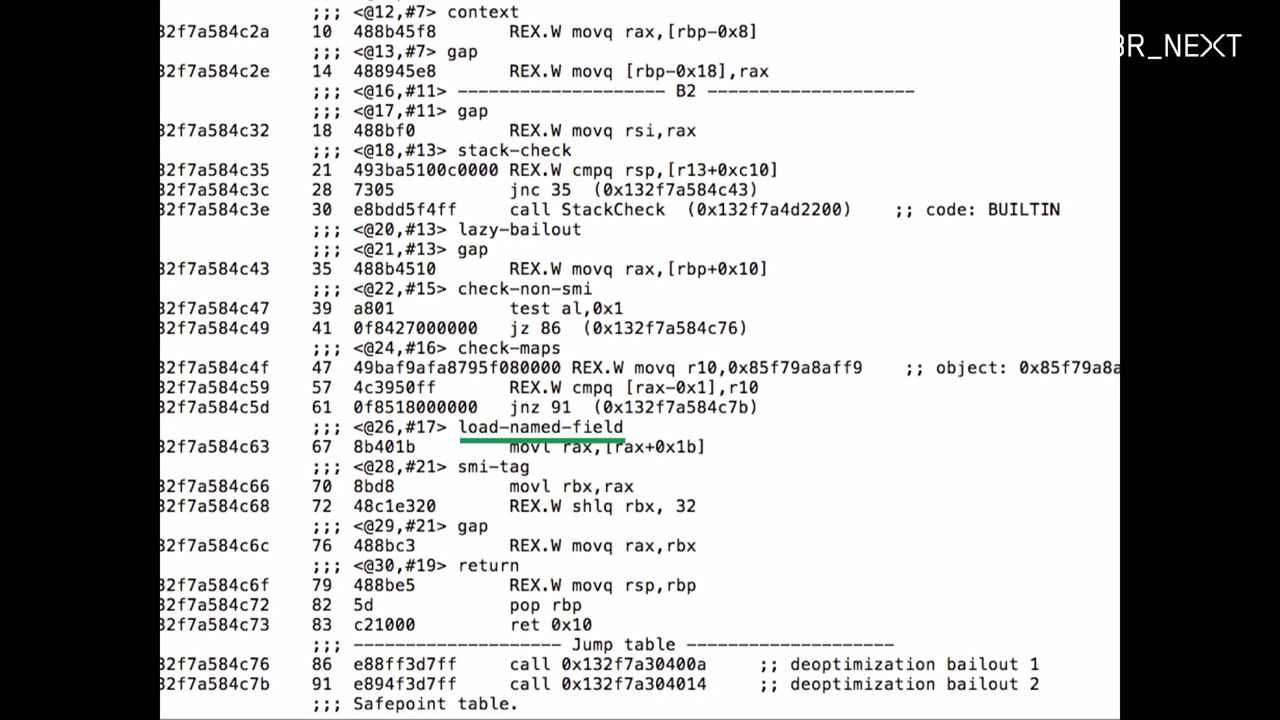 ;;; <@12,#7> context
32f7a584c2a 10 488b45f8 REX.W movq rax,[rbp-0x8]
;;; <@13,#7> gap
32f7a584c2e 14 488945e8 REX.W movq [rbp-0x18],rax
;;; <@16,#11> -------------------- B2 --------------------
;;; <@17,#11> gap
32f7a584c32 18 488bf0 REX.W movq rsi,rax
;;; <@18,#13> stack-check
32f7a584c35 21 493ba5100c0000 REX.W cmpq rsp,[r13+0xc10]
32f7a584c3c 28 7305 jnc 35 (0x132f7a584c43)
32f7a584c3e 30 e8bdd5f4ff call StackCheck (0x132f7a4d2200) ;; code: BUILTIN
;;; <@20,#13> lazy-bailout
;;; <@21,#13> gap
32f7a584c43 35 488b4510 REX.W movq rax,[rbp+0x10]
;;; <@22,#15> check-non-smi
32f7a584c47 39 a801 test al,0x1
32f7a584c49 41 0f8427000000 jz 86 (0x132f7a584c76)
;;; <@24,#16> check-maps
32f7a584c4f 47 49baf9afa8795f080000 REX.W movq r10,0x85f79a8aff9 ;; object: 0x85f79a8a
32f7a584c59 57 4c3950ff REX.W cmpq [rax-0x1],r10
32f7a584c5d 61 0f8518000000 jnz 91 (0x132f7a584c7b)
;;; <@26,#17> load-named-field
32f7a584c63 67 8b401b movl rax,[rax+0x1b]
;;; <@28,#21> smi-tag
32f7a584c66 70 8bd8 movl rbx,rax
32f7a584c68 72 48c1e320 REX.W shlq rbx, 32
;;; <@29,#21> gap
32f7a584c6c 76 488bc3 REX.W movq rax,rbx
;;; <@30,#19> return
32f7a584c6f 79 488be5 REX.W movq rsp,rbp
32f7a584c72 82 5d pop rbp
32f7a584c73 83 c21000 ret 0x10
;;; -------------------- Jump table --------------------
32f7a584c76 86 e88ff3d7ff call 0x132f7a30400a ;; deoptimization bailout 1
32f7a584c7b 91 e894f3d7ff call 0x132f7a304014 ;; deoptimization bailout 2
;;; Safepoint table.
BR_NEXT